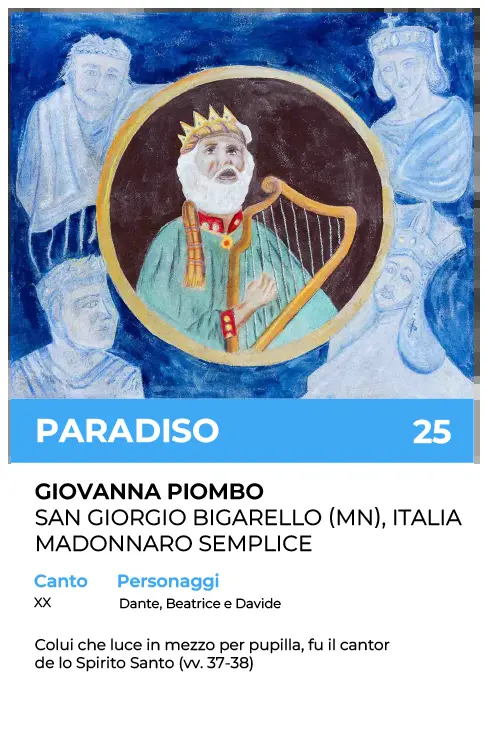 PARADISO 25
GIOVANNA PIOMBO
SAN GIORGIO BIGARELLO (MN), ITALIA
MADONNARO SEMPLICE
Canto Personaggi
XX Dante, Beatrice e Davide
Colui che luce in mezzo per pupilla, fu il cantor
de lo Spirito Santo (vv. 37-38)